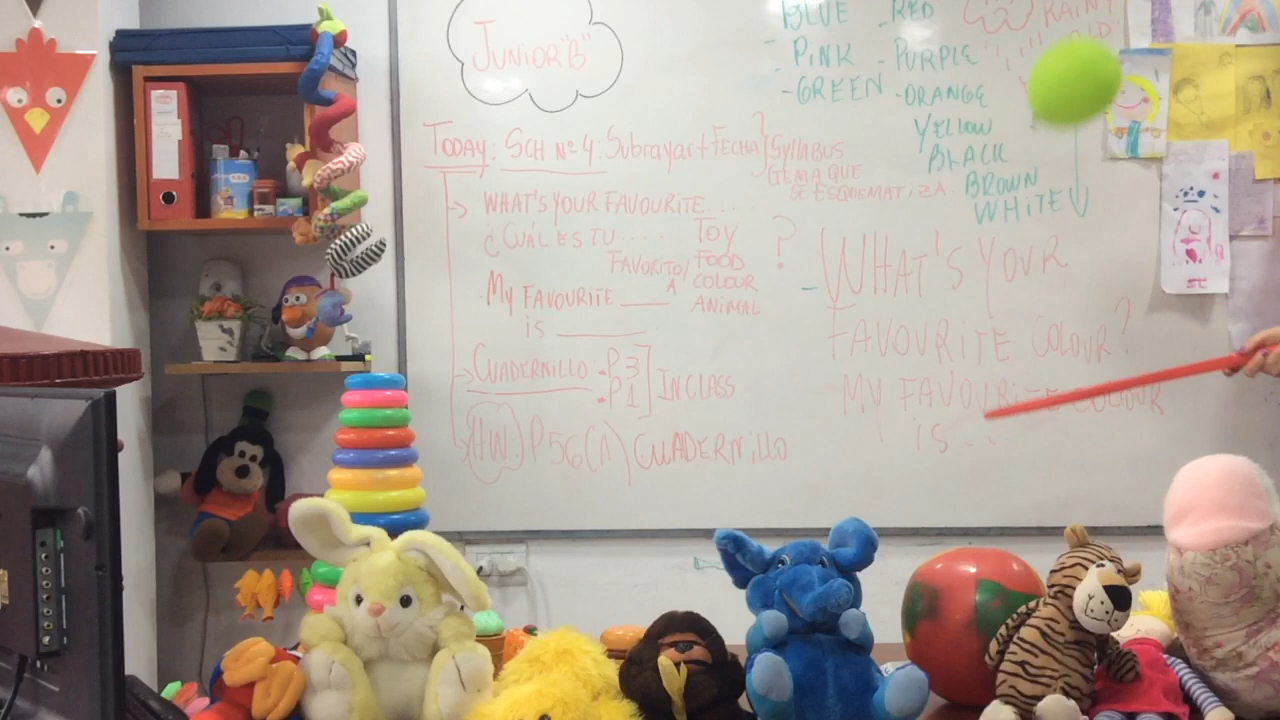 JUNIOR "B"
TODAY: SCH Nº 4: Subrayar + FECHA } SYLLABUS
GEMA QUE
SE ESQUEMATIZA.
WHAT'S YOUR FAVOURITE....
¿CUÁL ES TU.....
FAVORITO/
A
TOY
FOOD
COLOUR
ANIMAL
?
MY FAVOURITE ____
is ______
CUADERNILLO: P3
: P1
IN CLASS
(HW) P56(A) CUADERNILLO
BLUE - RED
- PINK - PURPLE
- GREEN - ORANGE
YELLOW
BLACK
BROWN
WHITE
RAINY
- WHAT'S YOUR
FAVOURITE COLOUR?
MY FAVOURITE COLOUR
is ...